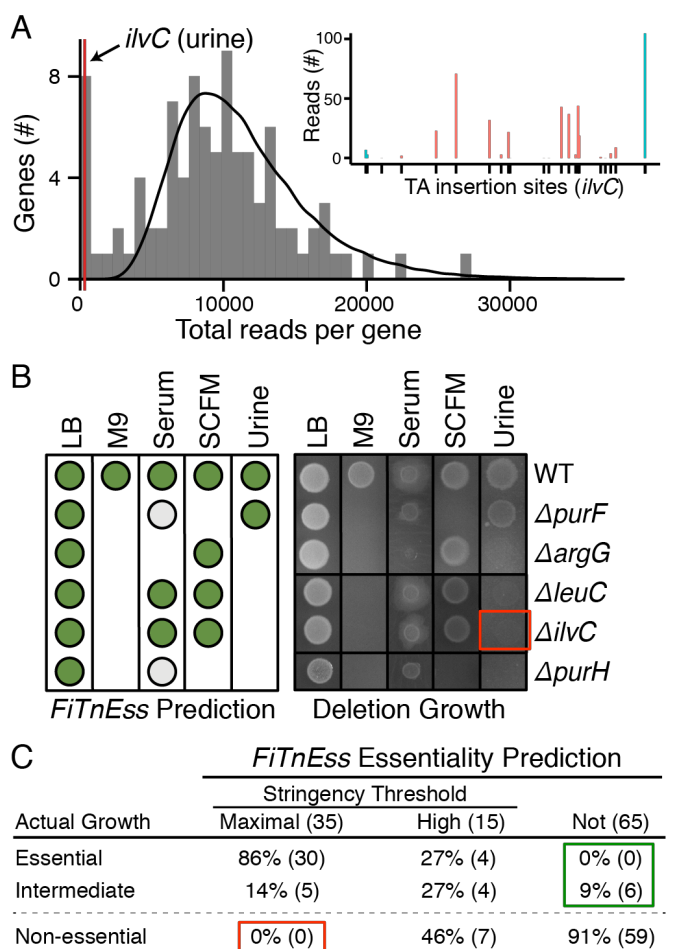 A
ilvC (urine)
Genes (#)
8
4
0
0
10000
20000
30000
Total reads per gene
Reads (#)
100
50
0
TA insertion sites (ilvC)
B
LB M9 Serum SCFM Urine
LB M9 Serum SCFM Urine
WT
ΔpurF
ΔargG
ΔleuC
ΔilvC
ΔpurH
FiTnEss Prediction
Deletion Growth
C
FiTnEss Essentiality Prediction
Stringency Threshold
Actual Growth Maximal (35) High (15) Not (65)
Essential 86% (30) 27% (4) 0% (0)
Intermediate 14% (5) 27% (4) 9% (6)
Non-essential 0% (0) 46% (7) 91% (59)